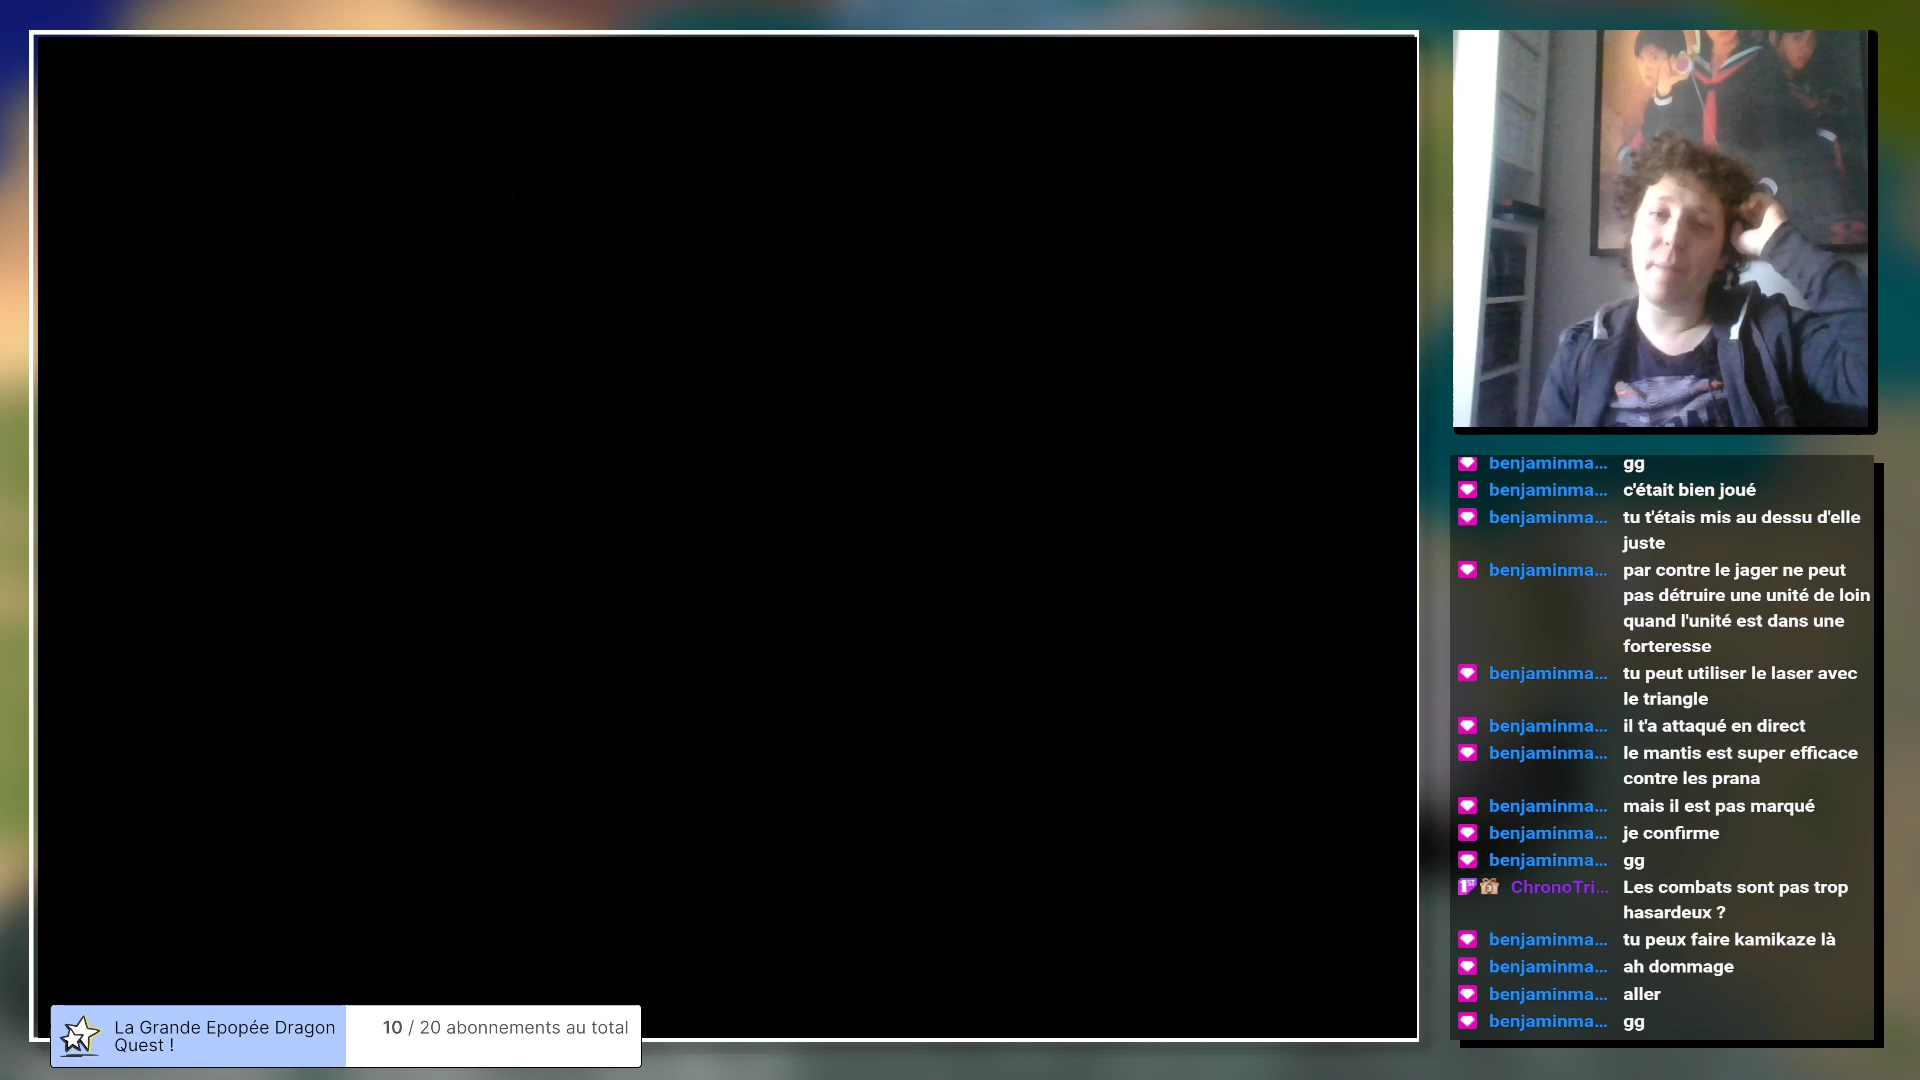 benjaminma... gg
benjaminma... c'était bien joué
benjaminma... tu t'étais mis au dessu d'elle
juste
benjaminma... par contre le jager ne peut
pas détruire une unité de loin
quand l'unité est dans une
forteresse
benjaminma... tu peut utiliser le laser avec
le triangle
benjaminma... il t'a attaqué en direct
benjaminma... le mantis est super efficace
contre les prana
benjaminma... mais il est pas marqué
benjaminma... je confirme
benjaminma... gg
1ST ChronoTri... Les combats sont pas trop
hasardeux ?
benjaminma... tu peux faire kamikaze là
benjaminma... ah dommage
benjaminma... aller
benjaminma... gg
La Grande Epopée Dragon
Quest !
10 / 20 abonnements au total